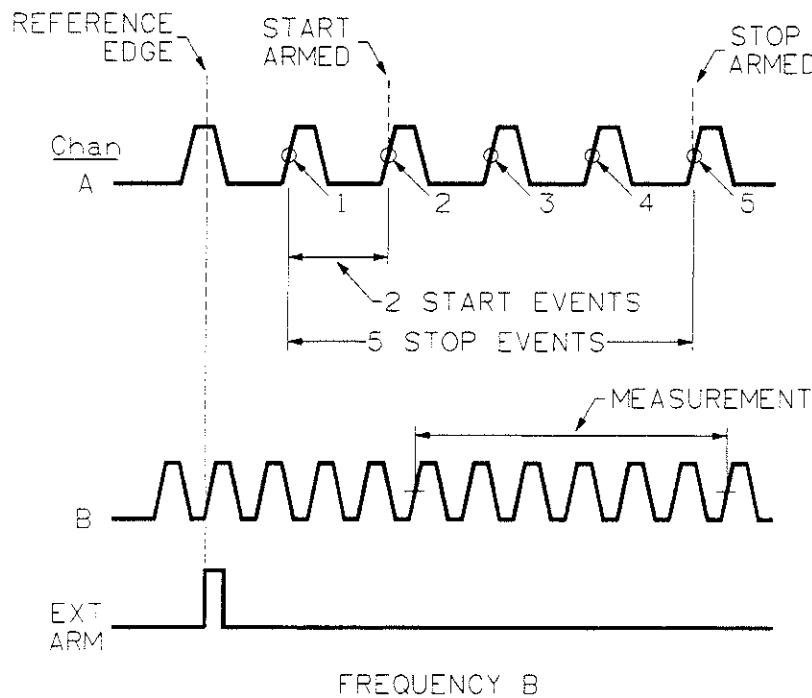 REFERENCE
EDGE
START
ARMED
STOP
ARMED
Chan
A
1
2
3
4
5
2 START EVENTS
5 STOP EVENTS
MEASUREMENT
B
EXT
ARM
FREQUENCY B